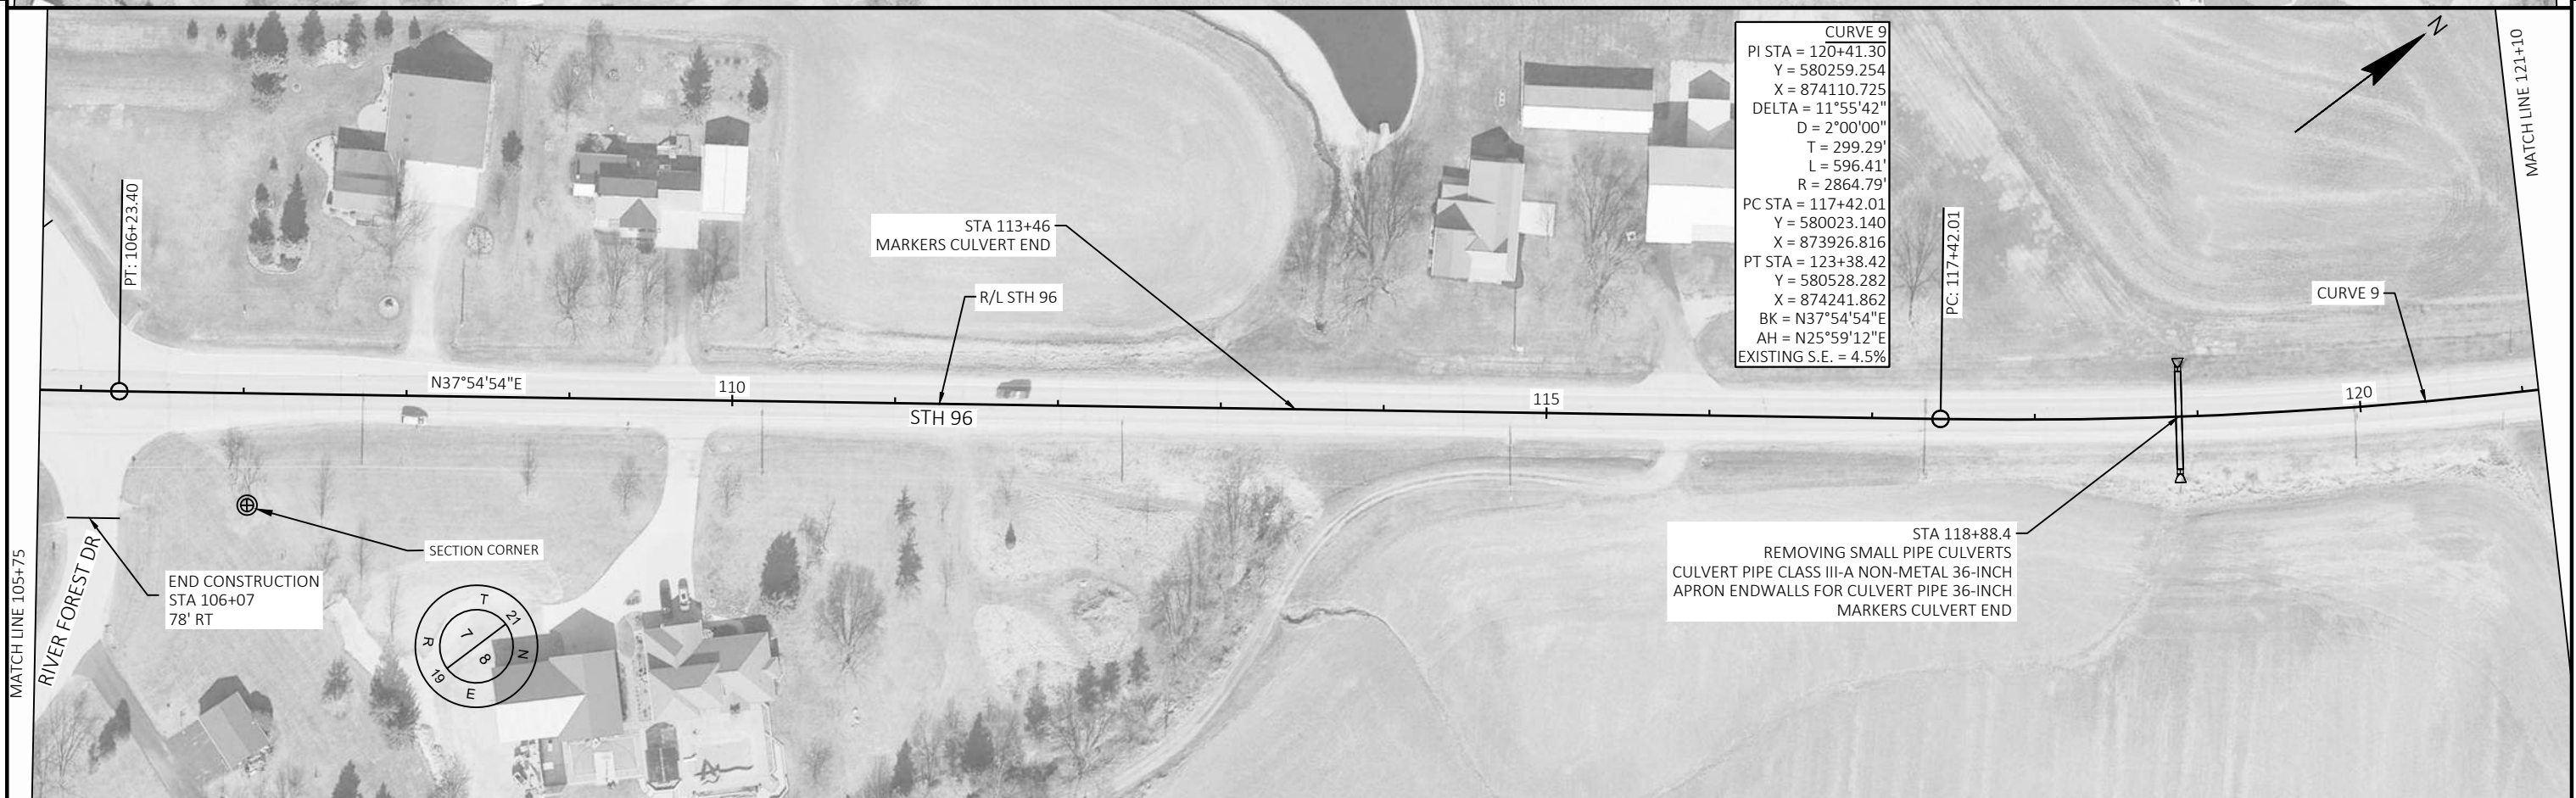 MATCH LINE 105+75
PT: 106+23.40
N37°54'54"E
110
STH 96
R/L STH 96
STA 113+46
MARKERS CULVERT END
115
CURVE 9
PI STA = 120+41.30
Y = 580259.254
X = 874110.725
DELTA = 11°55'42"
D = 2°00'00"
T = 299.29'
L = 596.41'
R = 2864.79'
PC STA = 117+42.01
Y = 580023.140
X = 873926.816
PT STA = 123+38.42
Y = 580528.282
X = 874241.862
BK = N37°54'54"E
AH = N25°59'12"E
EXISTING S.E. = 4.5%
PC: 117+42.01
CURVE 9
120
N
MATCH LINE 121+10
SECTION CORNER
END CONSTRUCTION
STA 106+07
78' RT
RIVER FOREST DR
T
21
N
E
19
R
7
8
STA 118+88.4
REMOVING SMALL PIPE CULVERTS
CULVERT PIPE CLASS III-A NON-METAL 36-INCH
APRON ENDWALLS FOR CULVERT PIPE 36-INCH
MARKERS CULVERT END